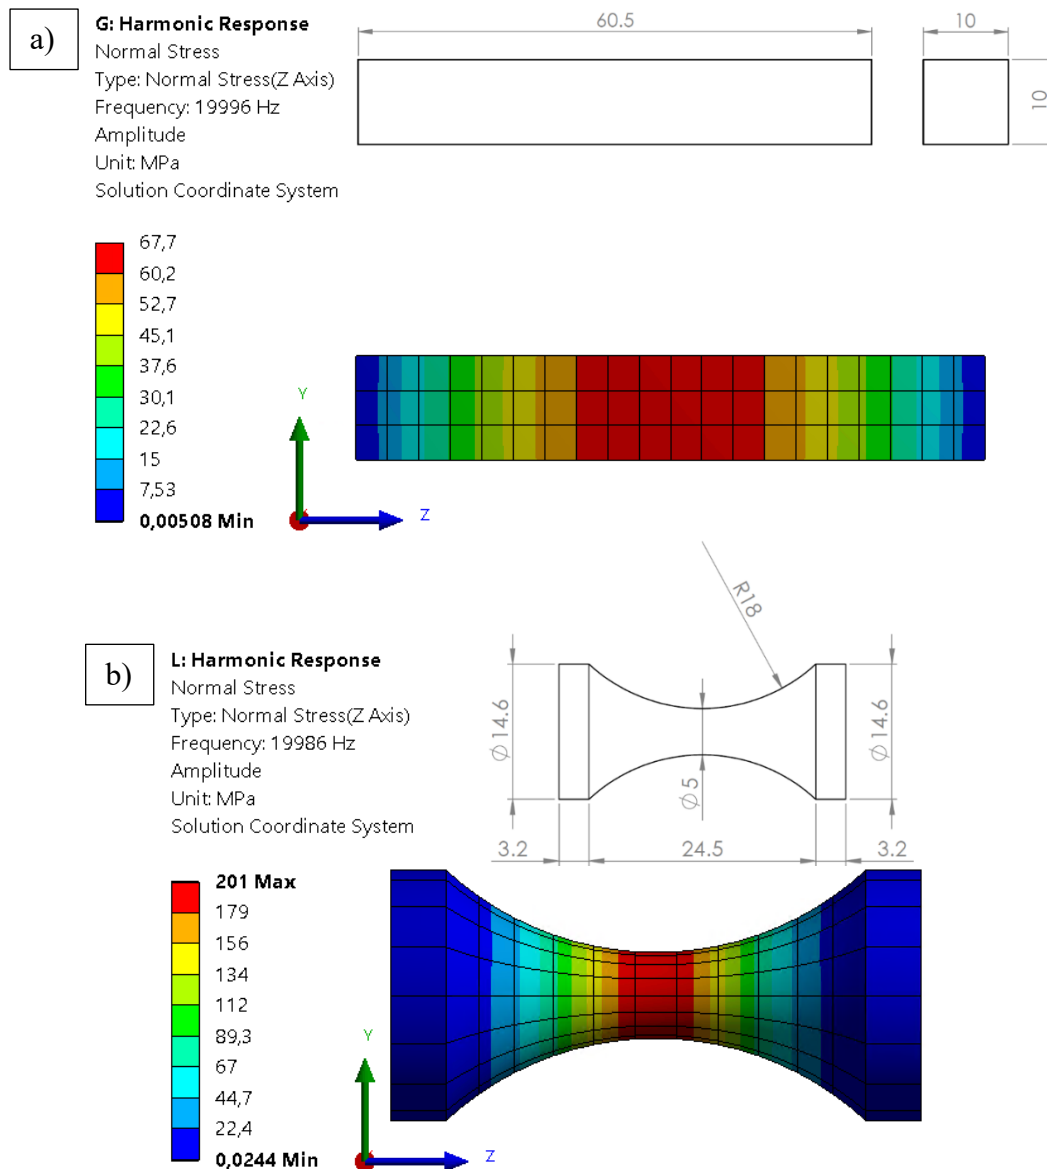 a)
G: Harmonic Response
Normal Stress
Type: Normal Stress(Z Axis)
Frequency: 19996 Hz
Amplitude
Unit: MPa
Solution Coordinate System
60.5
10
10
67,7
60,2
52,7
45,1
37,6
30,1
22,6
15
7,53
0,00508 Min
Y
Z
b)
L: Harmonic Response
Normal Stress
Type: Normal Stress(Z Axis)
Frequency: 19986 Hz
Amplitude
Unit: MPa
Solution Coordinate System
R18
∅14.6
∅5
∅14.6
3.2
24.5
3.2
201 Max
179
156
134
112
89,3
67
44,7
22,4
0,0244 Min
Y
Z